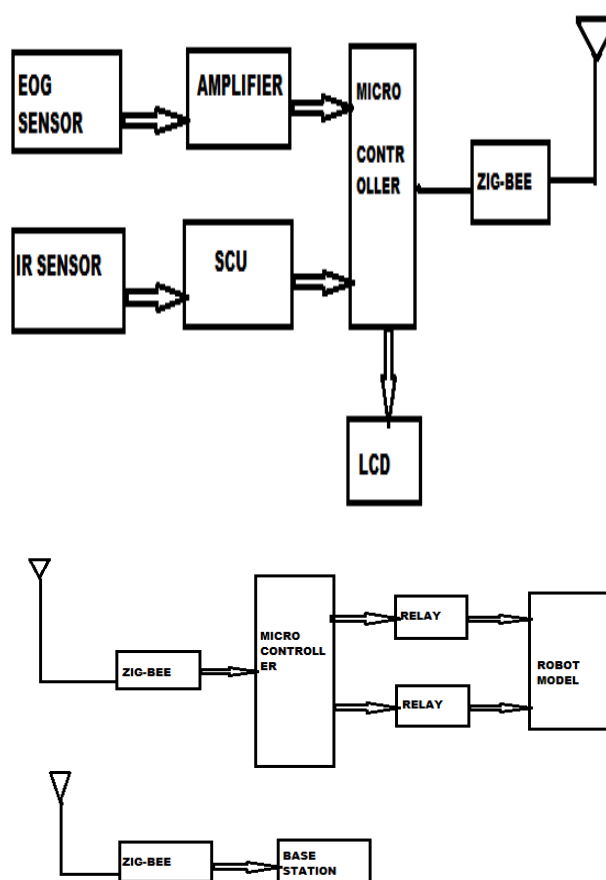 EOG
SENSOR
AMPLIFIER
MICRO
CONTR
OLLER
ZIG-BEE
IR SENSOR
SCU
LCD
ZIG-BEE
MICRO
CONTROLL
ER
RELAY
RELAY
ROBOT
MODEL
ZIG-BEE
BASE
STATION